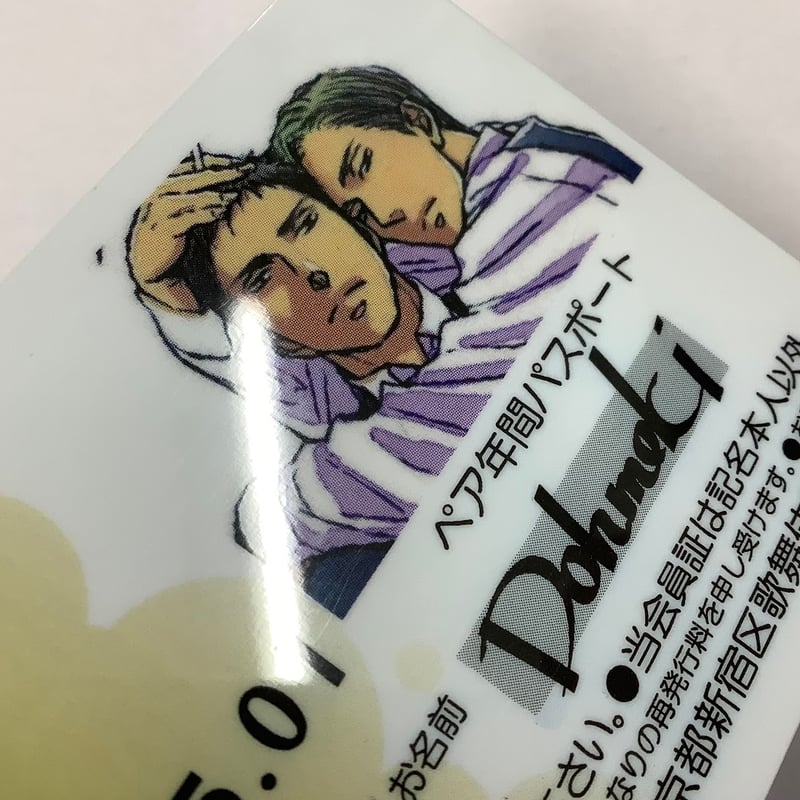 ペア年間パスポート
Dohmeki
5.01
お名前
さい。●当会員証は記名本人以外
なりの再発行料を申し受けます。●
京都新宿区歌舞